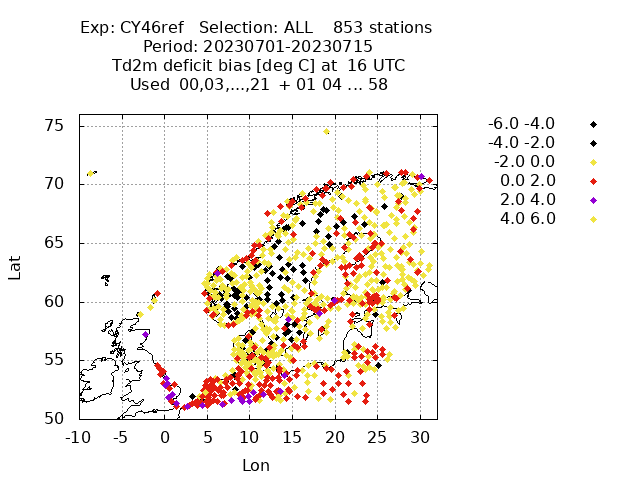 Exp: CY46ref Selection: ALL 853 stations
Period: 20230701-20230715
Td2m deficit bias [deg C] at 16 UTC
Used 00,03,...,21 + 01 04 ... 58
-6.0 -4.0
-4.0 -2.0
-2.0 0.0
0.0 2.0
2.0 4.0
4.0 6.0
75
70
65
60
55
50
Lat
-10 -5 0 5 10 15 20 25 30
Lon